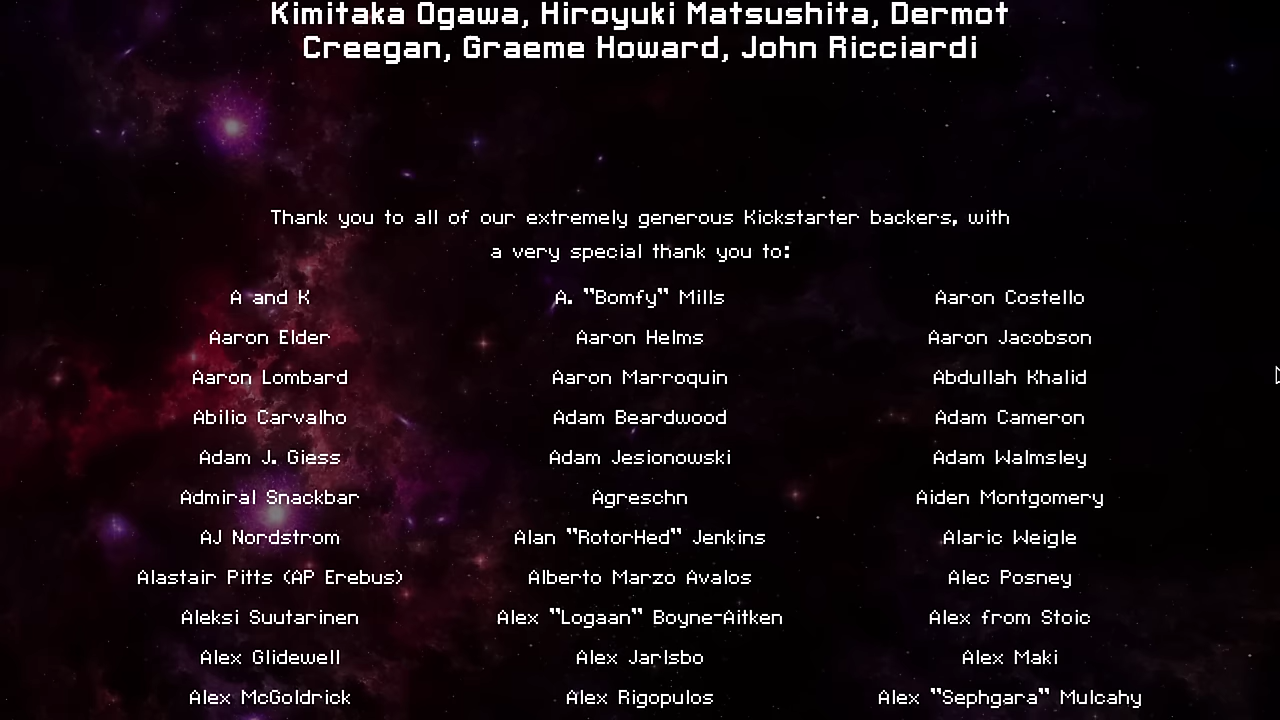 Kimitaka Ogawa, Hiroyuki Matsushita, Dermot
Creegan, Graeme Howard, John Ricciardi
Thank you to all of our extremely generous Kickstarter backers, with
a very special thank you to:
A and K A. "Bomfy" Mills Aaron Costello
Aaron Elder Aaron Helms Aaron Jacobson
Aaron Lombard Aaron Marroquin Abdullah Khalid
Abilio Carvalho Adam Beardwood Adam Cameron
Adam J. Giess Adam Jesionowski Adam Walmsley
Admiral Snackbar Agreschn Aiden Montgomery
AJ Nordstrom Alan "RotorHed" Jenkins Alaric Weigle
Alastair Pitts (AP Erebus) Alberto Marzo Avalos Alec Posney
Aleksi Suutarinen Alex "Logaan" Boyne-Aitken Alex from Stoic
Alex Glidewell Alex Jarlsbo Alex Maki
Alex McGoldrick Alex Rigopulos Alex "Sephgara" Mulcahy